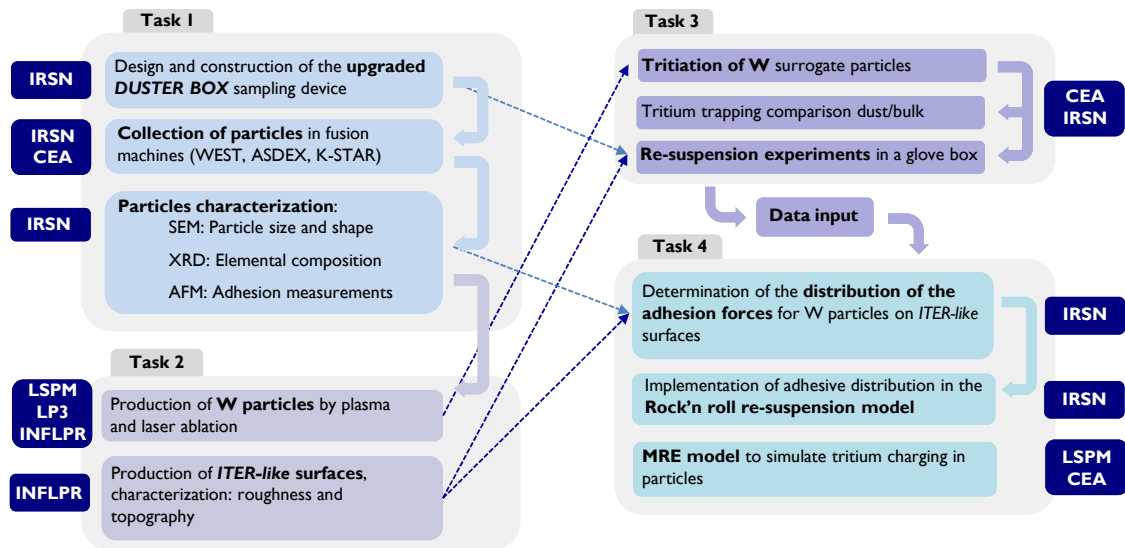 Task 1
IRSN
Design and construction of the upgraded
DUSTER BOX sampling device
IRSN
CEA
Collection of particles in fusion
machines (WEST, ASDEX, K-STAR)
IRSN
Particles characterization:
SEM: Particle size and shape
XRD: Elemental composition
AFM: Adhesion measurements
Task 2
LSPM
LP3
INFLPR
Production of W particles by plasma
and laser ablation
INFLPR
Production of ITER-like surfaces,
characterization: roughness and
topography
Task 3
Tritiation of W surrogate particles
Tritium trapping comparison dust/bulk
Re-suspension experiments in a glove box
CEA
IRSN
Data input
Task 4
Determination of the distribution of the
adhesion forces for W particles on ITER-like
surfaces
IRSN
Implementation of adhesive distribution in the
Rock'n roll re-suspension model
IRSN
MRE model to simulate tritium charging in
particles
LSPM
CEA